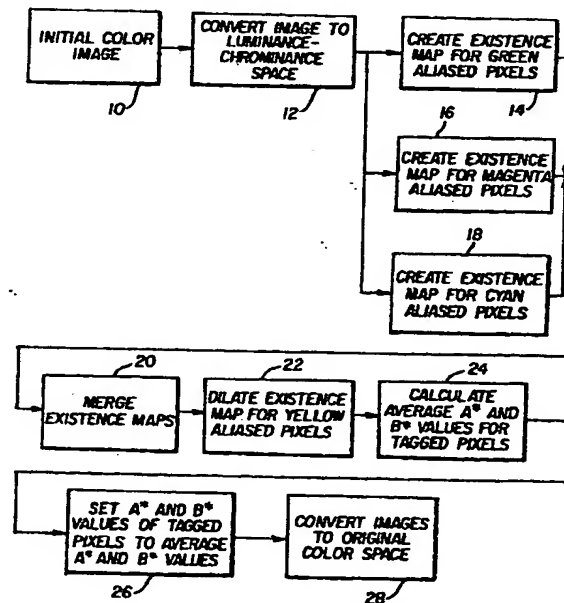 INITIAL COLOR
IMAGE
10
CONVERT IMAGE TO
LUMINANCE-
CHROMINANCE
SPACE
12
CREATE EXISTENCE
MAP FOR GREEN
ALIASED PIXELS
14
16
CREATE EXISTENCE
MAP FOR MAGENTA
ALIASED PIXELS
18
CREATE EXISTENCE
MAP FOR CYAN
ALIASED PIXELS
20
MERGE
EXISTENCE MAPS
22
DILATE EXISTENCE
MAP FOR YELLOW
ALIASED PIXELS
24
CALCULATE
AVERAGE A* AND
B* VALUES FOR
TAGGED PIXELS
SET A* AND B*
VALUES OF TAGGED
PIXELS TO AVERAGE
A* AND B* VALUES
26
CONVERT IMAGES
TO ORIGINAL
COLOR SPACE
28